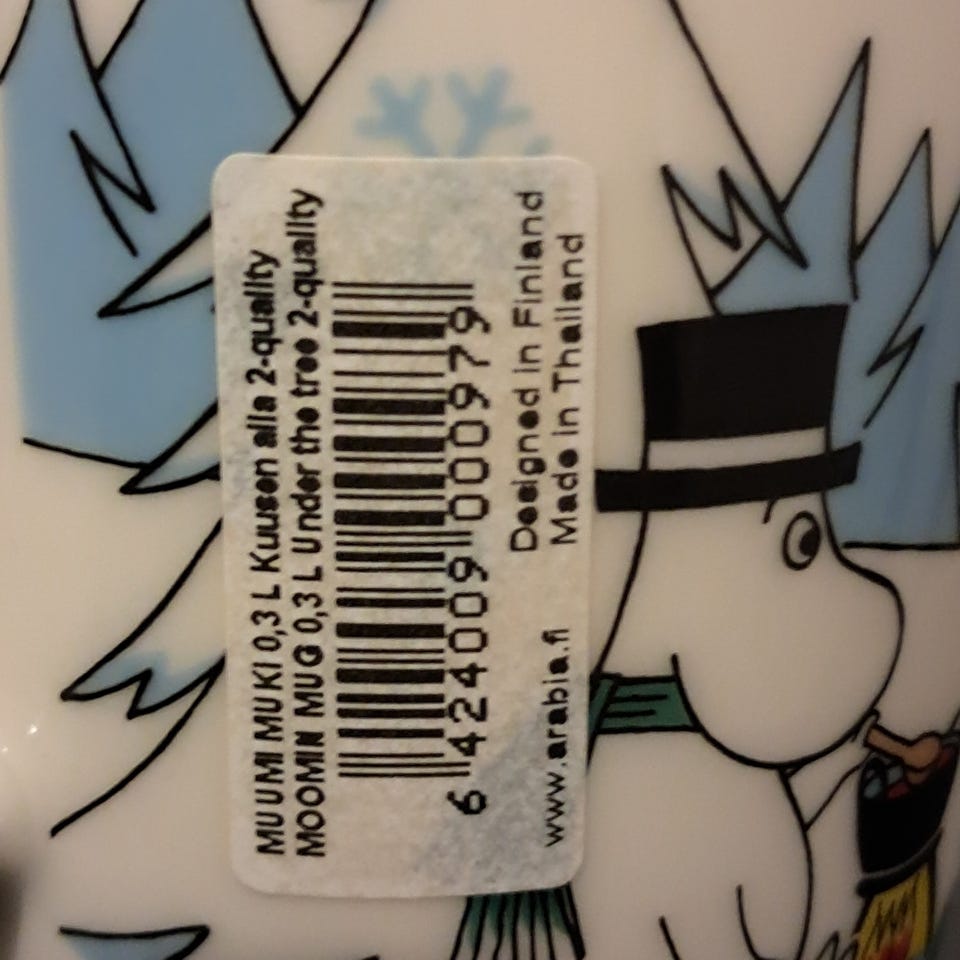 MUUMI MUKI 0,3 L Kuusen alla 2-quality
MOOMIN MUG 0,3 L Under the tree 2-quality
6 424009 000979
Designed in Finland
www.arabia.fi Made in Thailand